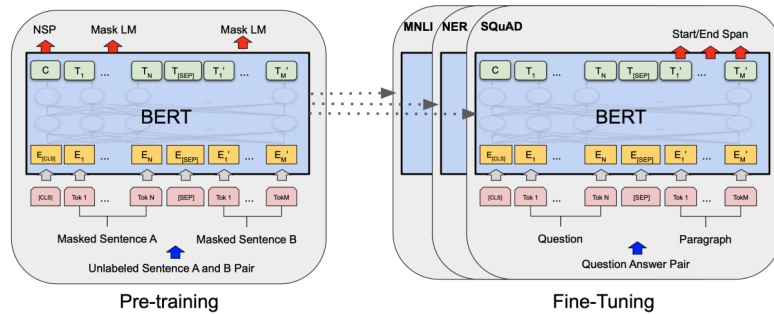 NSP Mask LM Mask LM
C T1 ... TN T[SEP] T1' ... TM'
BERT
E[CLS] E1 ... EN E[SEP] E1' ... EM'
[CLS] Tok 1 ... Tok N [SEP] Tok 1 ... TokM
Masked Sentence A Masked Sentence B
Unlabeled Sentence A and B Pair
Pre-training
MNLI NER SQuAD
Start/End Span
C T1 ... TN T[SEP] T1' ... TM'
BERT
E[CLS] E1 ... EN E[SEP] E1' ... EM'
[CLS] Tok 1 ... Tok N [SEP] Tok 1 ... TokM
Question Paragraph
Question Answer Pair
Fine-Tuning